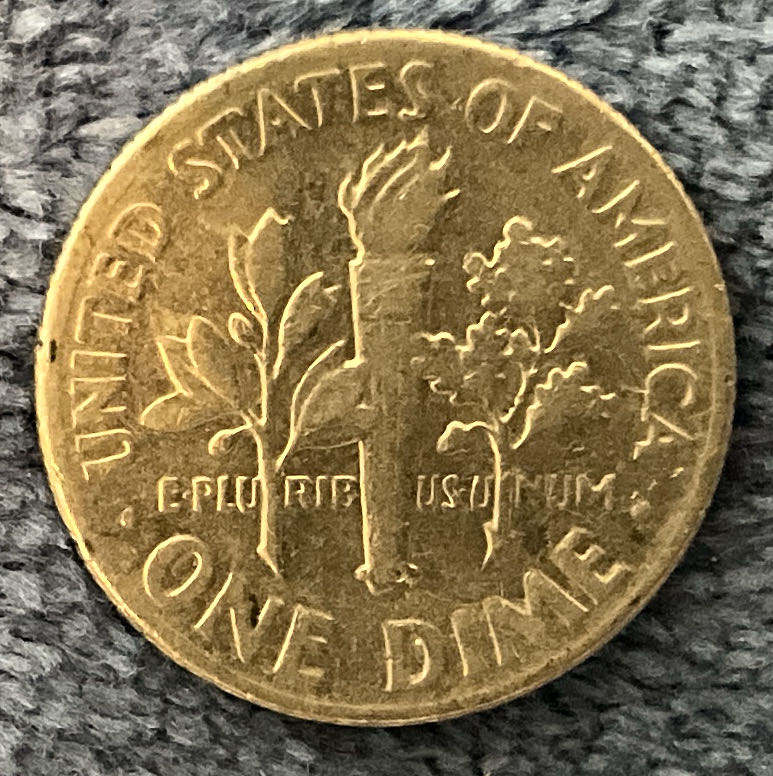 UNITED STATES OF AMERICA
E·PLURIBUS·UNUM
· ONE DIME ·